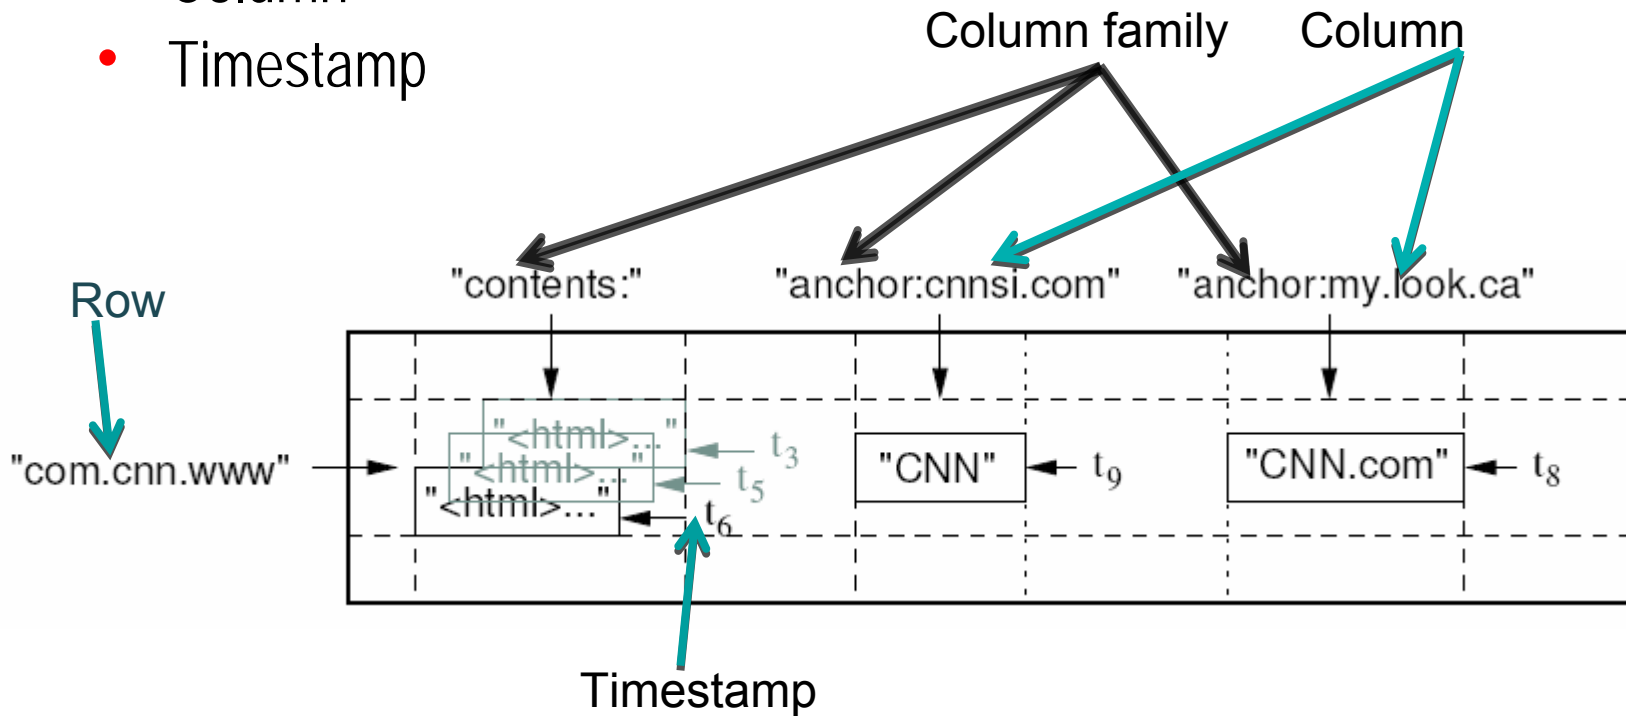 Column
• Timestamp
Column family Column
"contents:" "anchor:cnnsi.com" "anchor:my.look.ca"
Row
"<html>..." t3
"com.cnn.www" "<html>..." t5 "CNN" t9 "CNN.com" t8
"<html>..." t6
Timestamp